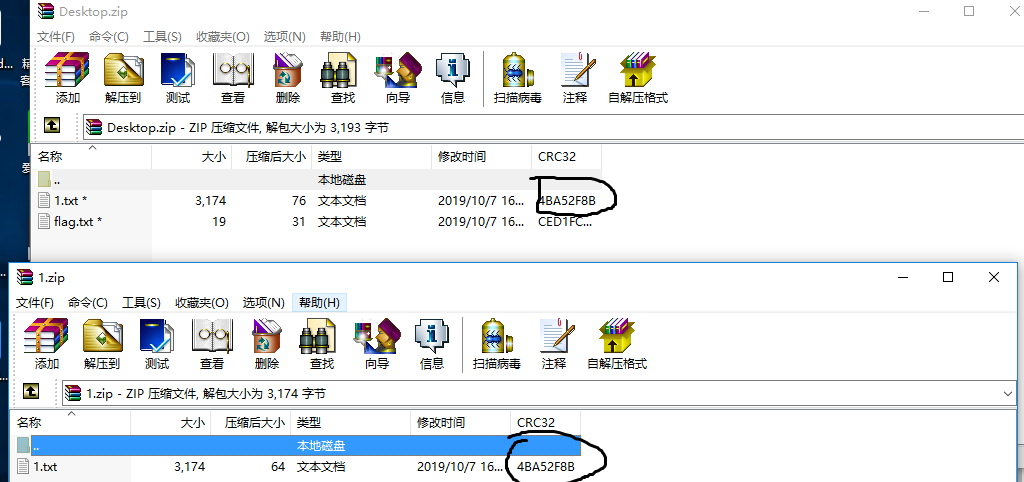 Desktop.zip
文件(F) 命令(C) 工具(S) 收藏夹(O) 选项(N) 帮助(H)
添加 解压到 测试 查看 删除 查找 向导 信息 扫描病毒 注释 自解压格式
Desktop.zip - ZIP 压缩文件, 解包大小为 3,193 字节
名称 大小 压缩后大小 类型 修改时间 CRC32
.. 本地磁盘
1.txt * 3,174 76 文本文档 2019/10/7 16... 4BA52F8B
flag.txt * 19 31 文本文档 2019/10/7 16... CED1FC...
1.zip
文件(F) 命令(C) 工具(S) 收藏夹(O) 选项(N) 帮助(H)
添加 解压到 测试 查看 删除 查找 向导 信息 扫描病毒 注释 自解压格式
1.zip - ZIP 压缩文件, 解包大小为 3,174 字节
名称 大小 压缩后大小 类型 修改时间 CRC32
.. 本地磁盘
1.txt 3,174 64 文本文档 2019/10/7 16... 4BA52F8B